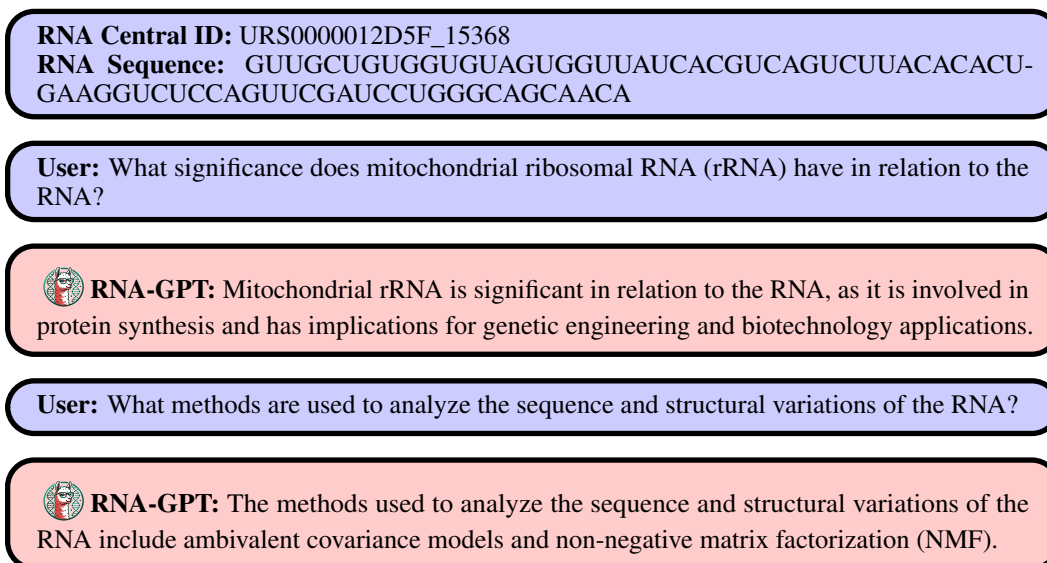 RNA Central ID: URS0000012D5F_15368
RNA Sequence: GUUGCUGUGGUGUAGUGGUUAUCACGUCAGUCUUACACACU-
GAAGGUCUCCAGUUCGAUCCUGGGCAGCAACA
User: What significance does mitochondrial ribosomal RNA (rRNA) have in relation to the
RNA?
RNA-GPT: Mitochondrial rRNA is significant in relation to the RNA, as it is involved in
protein synthesis and has implications for genetic engineering and biotechnology applications.
User: What methods are used to analyze the sequence and structural variations of the RNA?
RNA-GPT: The methods used to analyze the sequence and structural variations of the
RNA include ambivalent covariance models and non-negative matrix factorization (NMF).